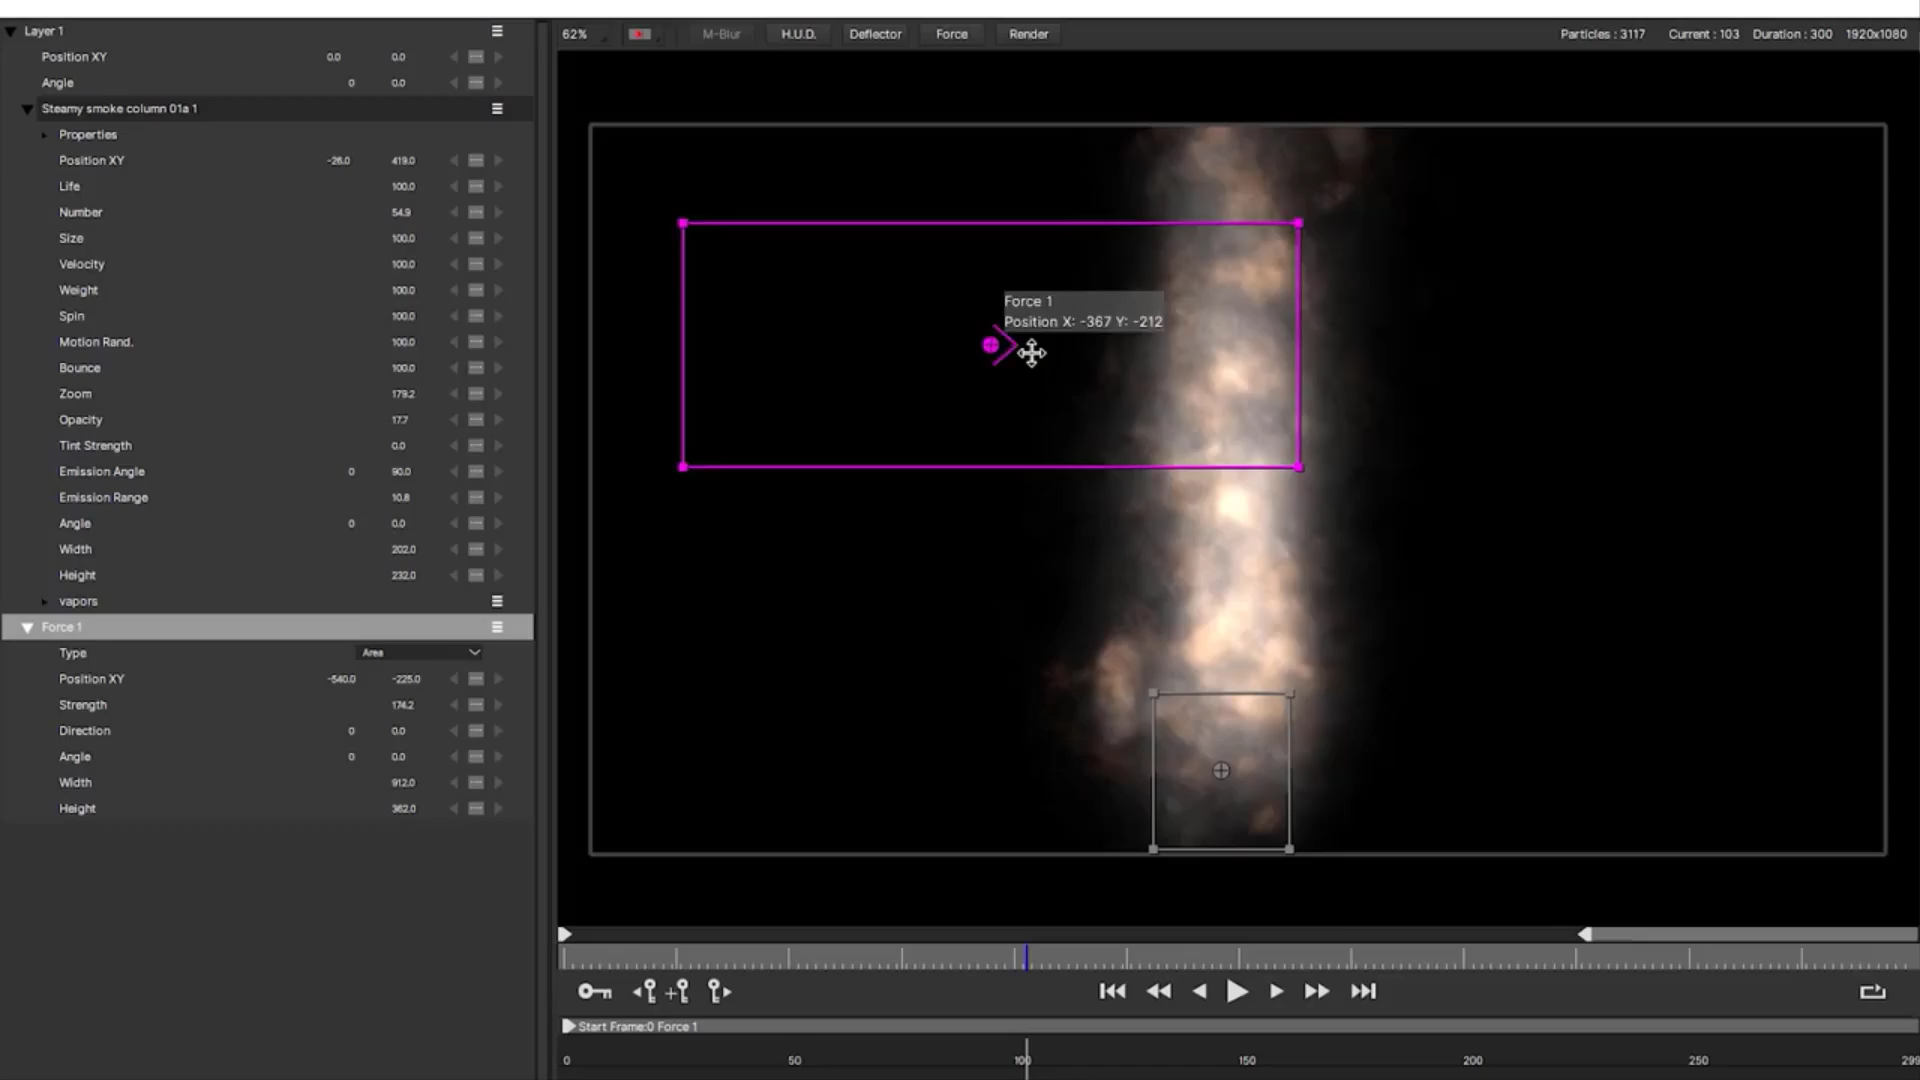 Layer 1
Position XY 0.0 0.0
Angle 0 0.0
Steamy smoke column 01a 1
Properties
Position XY -26.0 419.0
Life 100.0
Number 54.9
Size 100.0
Velocity 100.0
Weight 100.0
Spin 100.0
Motion Rand. 100.0
Bounce 100.0
Zoom 179.2
Opacity 17.7
Tint Strength 0.0
Emission Angle 0 90.0
Emission Range 10.8
Angle 0 0.0
Width 202.0
Height 232.0
vapors
Force 1
Type Area
Position XY -540.0 -225.0
Strength 174.2
Direction 0 0.0
Angle 0 0.0
Width 912.0
Height 362.0
62% M-Blur H.U.D. Deflector Force Render Particles : 3117 Current : 103 Duration : 300 1920x1080
Force 1
Position X: -367 Y: -212
Start Frame:0 Force 1
0 50 100 150 200 250 299